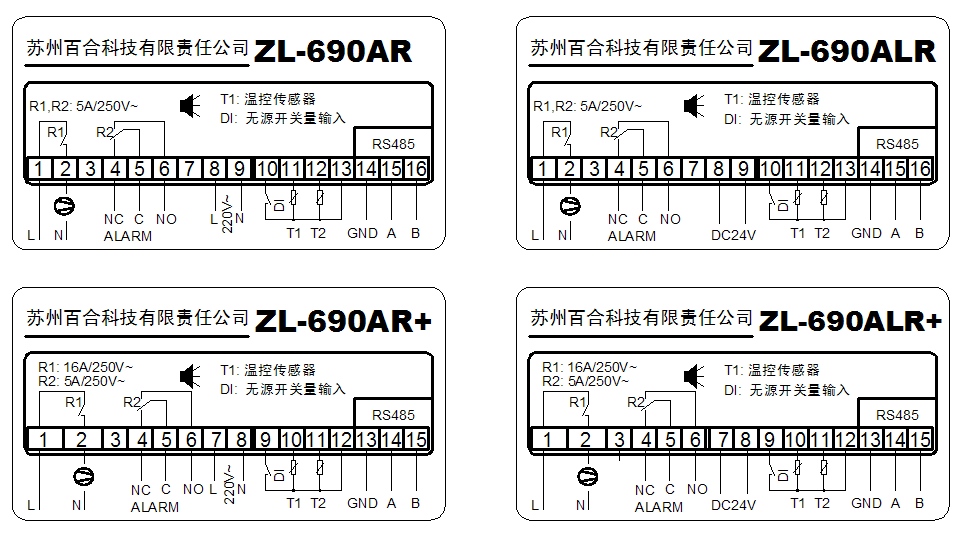 苏州百合科技有限责任公司 ZL-690AR
T1: 温控传感器
R1,R2: 5A/250V~
DI: 无源开关量输入
R1 R2 RS485
1 2 3 4 5 6 7 8 9 10 11 12 13 14 15 16
NC C NO L 220V~ N DI
L N ALARM T1 T2 GND A B
苏州百合科技有限责任公司 ZL-690ALR
T1: 温控传感器
R1,R2: 5A/250V~
DI: 无源开关量输入
R1 R2 RS485
1 2 3 4 5 6 7 8 9 10 11 12 13 14 15 16
NC C NO DI
L N ALARM DC24V T1 T2 GND A B
苏州百合科技有限责任公司 ZL-690AR+
R1: 16A/250V~ T1: 温控传感器
R2: 5A/250V~ DI: 无源开关量输入
R1 R2 RS485
1 2 3 4 5 6 7 8 9 10 11 12 13 14 15
NC C NO L 220V~ N DI
L N ALARM T1 T2 GND A B
苏州百合科技有限责任公司 ZL-690ALR+
R1: 16A/250V~ T1: 温控传感器
R2: 5A/250V~ DI: 无源开关量输入
R1 R2 RS485
1 2 3 4 5 6 7 8 9 10 11 12 13 14 15
NC C NO DI
L N ALARM DC24V T1 T2 GND A B